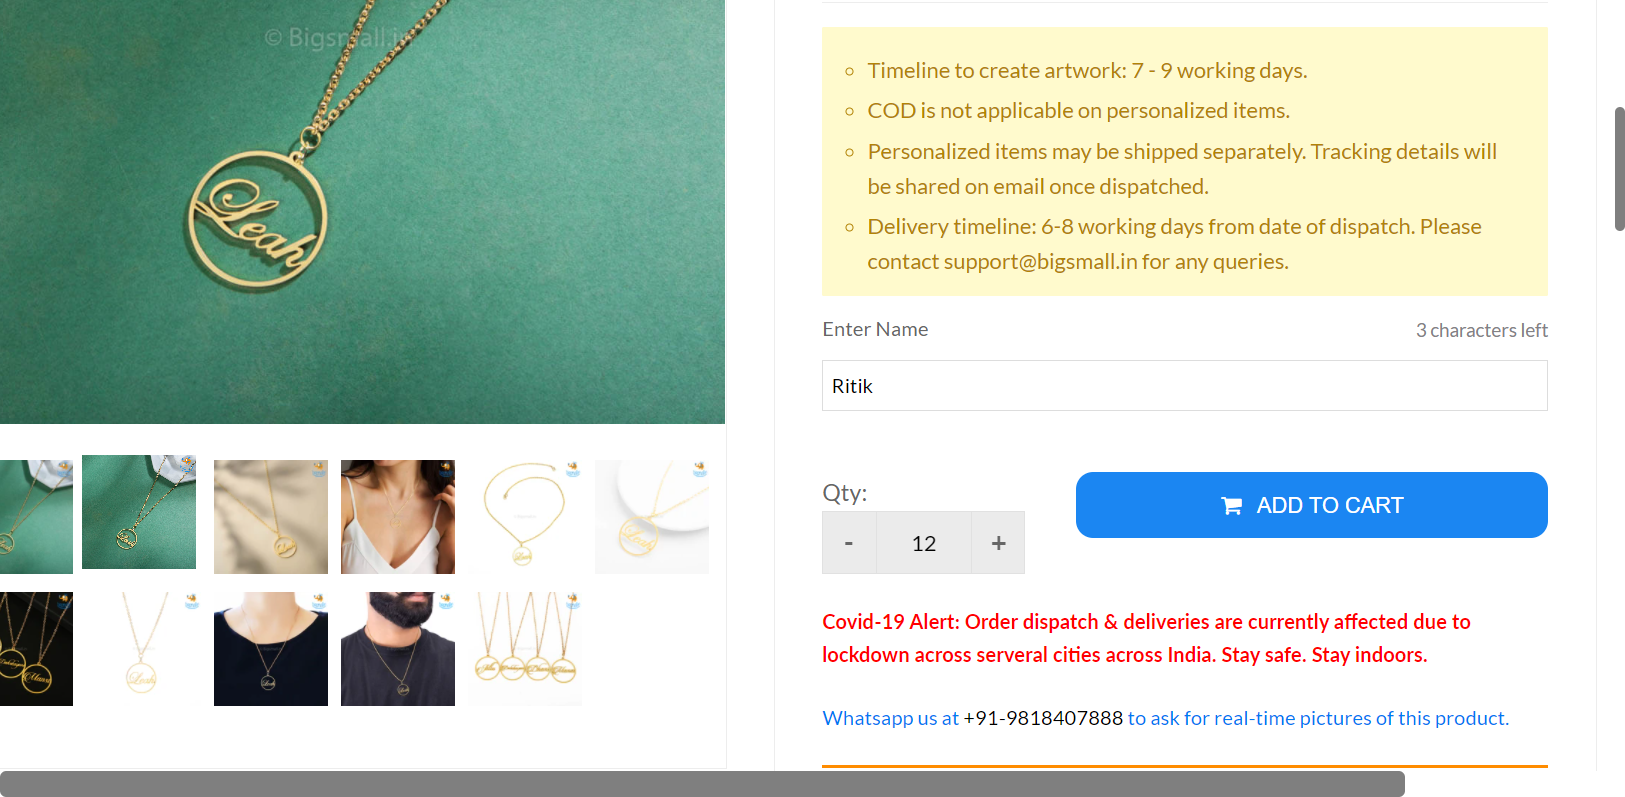 © Bigsmall.in
Leah
Timeline to create artwork: 7 - 9 working days.
COD is not applicable on personalized items.
Personalized items may be shipped separately. Tracking details will
be shared on email once dispatched.
Delivery timeline: 6-8 working days from date of dispatch. Please
contact support@bigsmall.in for any queries.
Enter Name
3 characters left
Ritik
Qty:
- 12 +
ADD TO CART
Covid-19 Alert: Order dispatch & deliveries are currently affected due to
lockdown across serveral cities across India. Stay safe. Stay indoors.
Whatsapp us at +91-9818407888 to ask for real-time pictures of this product.